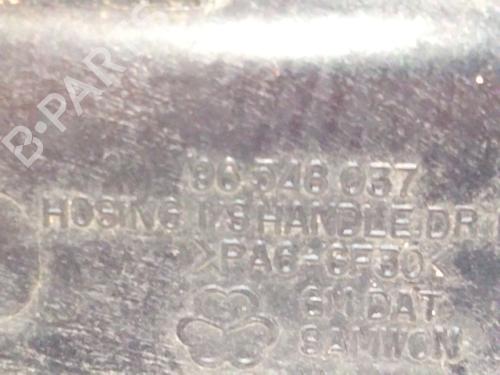 B-PARTS
96 548 037
HOSING I/S HANDLE.DR
>PA6-GF30<
GM DAT
SAMWON